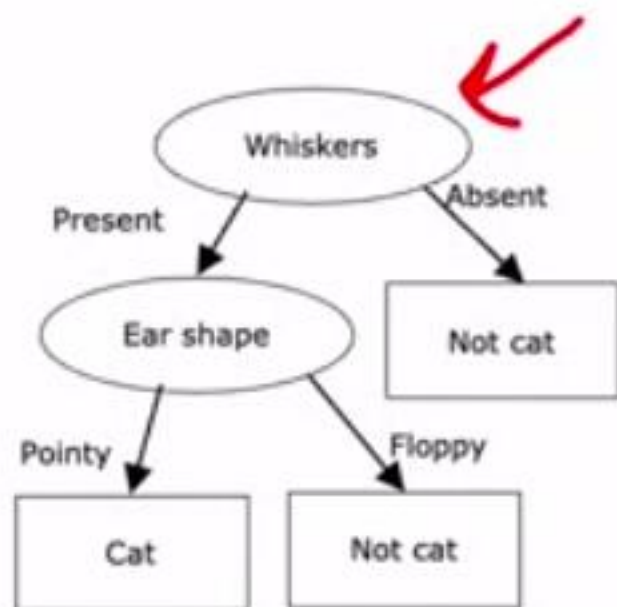 Whiskers
Present
Absent
Ear shape
Not cat
Pointy
Floppy
Cat
Not cat